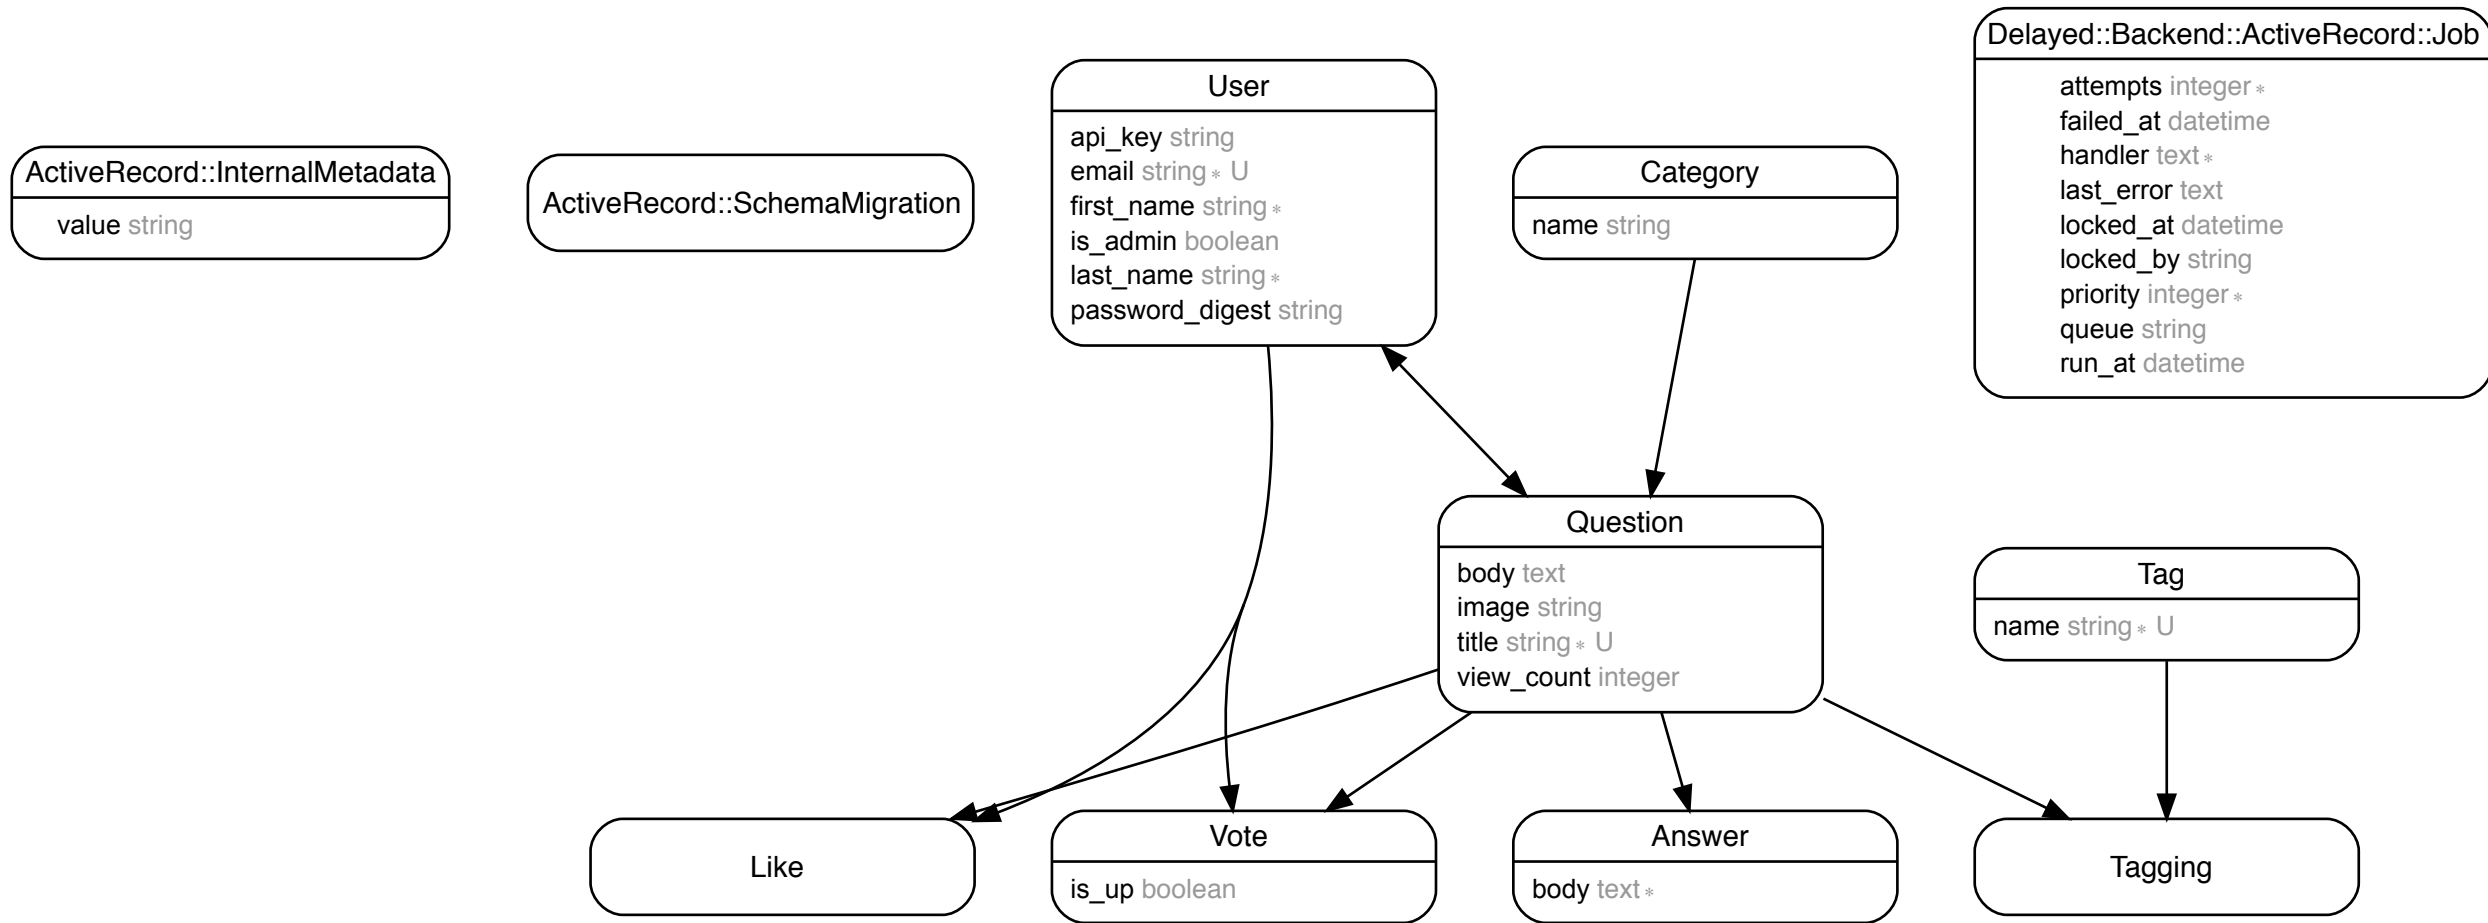 ActiveRecord::InternalMetadata
value string
ActiveRecord::SchemaMigration
User
api_key string
email string* U
first_name string*
is_admin boolean
last_name string*
password_digest string
Category
name string
Delayed::Backend::ActiveRecord::Job
attempts integer*
failed_at datetime
handler text*
last_error text
locked_at datetime
locked_by string
priority integer*
queue string
run_at datetime
Question
body text
image string
title string* U
view_count integer
Tag
name string* U
Like
Vote
is_up boolean
Answer
body text*
Tagging